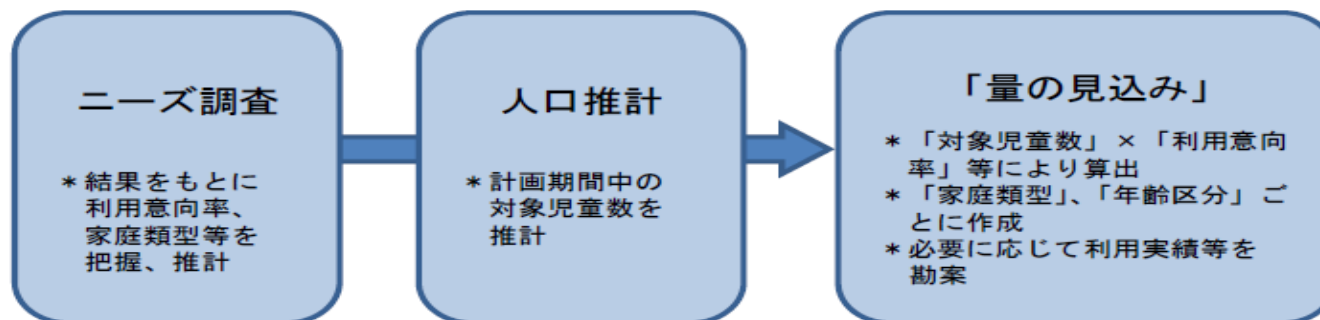 ニーズ調査
* 結果をもとに
利用意向率、
家庭類型等を
把握、推計
人口推計
* 計画期間中の
対象児童数を
推計
「量の見込み」
* 「対象児童数」×「利用意向
率」等により算出
* 「家庭類型」、「年齢区分」ご
とに作成
* 必要に応じて利用実績等を
勘案